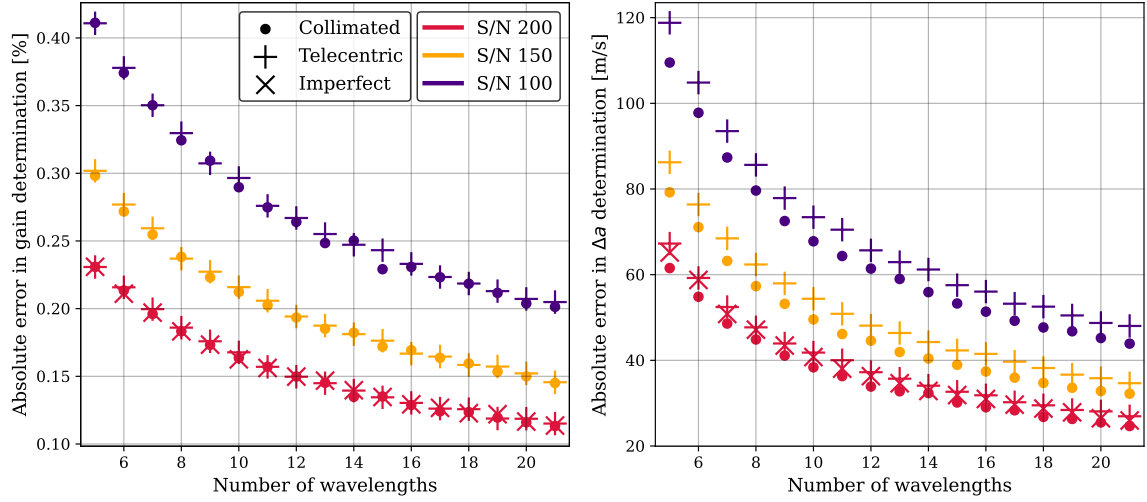 Absolute error in gain determination [%]
0.40
0.35
0.30
0.25
0.20
0.15
0.10
Collimated
Telecentric
Imperfect
S/N 200
S/N 150
S/N 100
6 8 10 12 14 16 18 20
Number of wavelengths
Absolute error in Δa determination [m/s]
120
100
80
60
40
20
6 8 10 12 14 16 18 20
Number of wavelengths